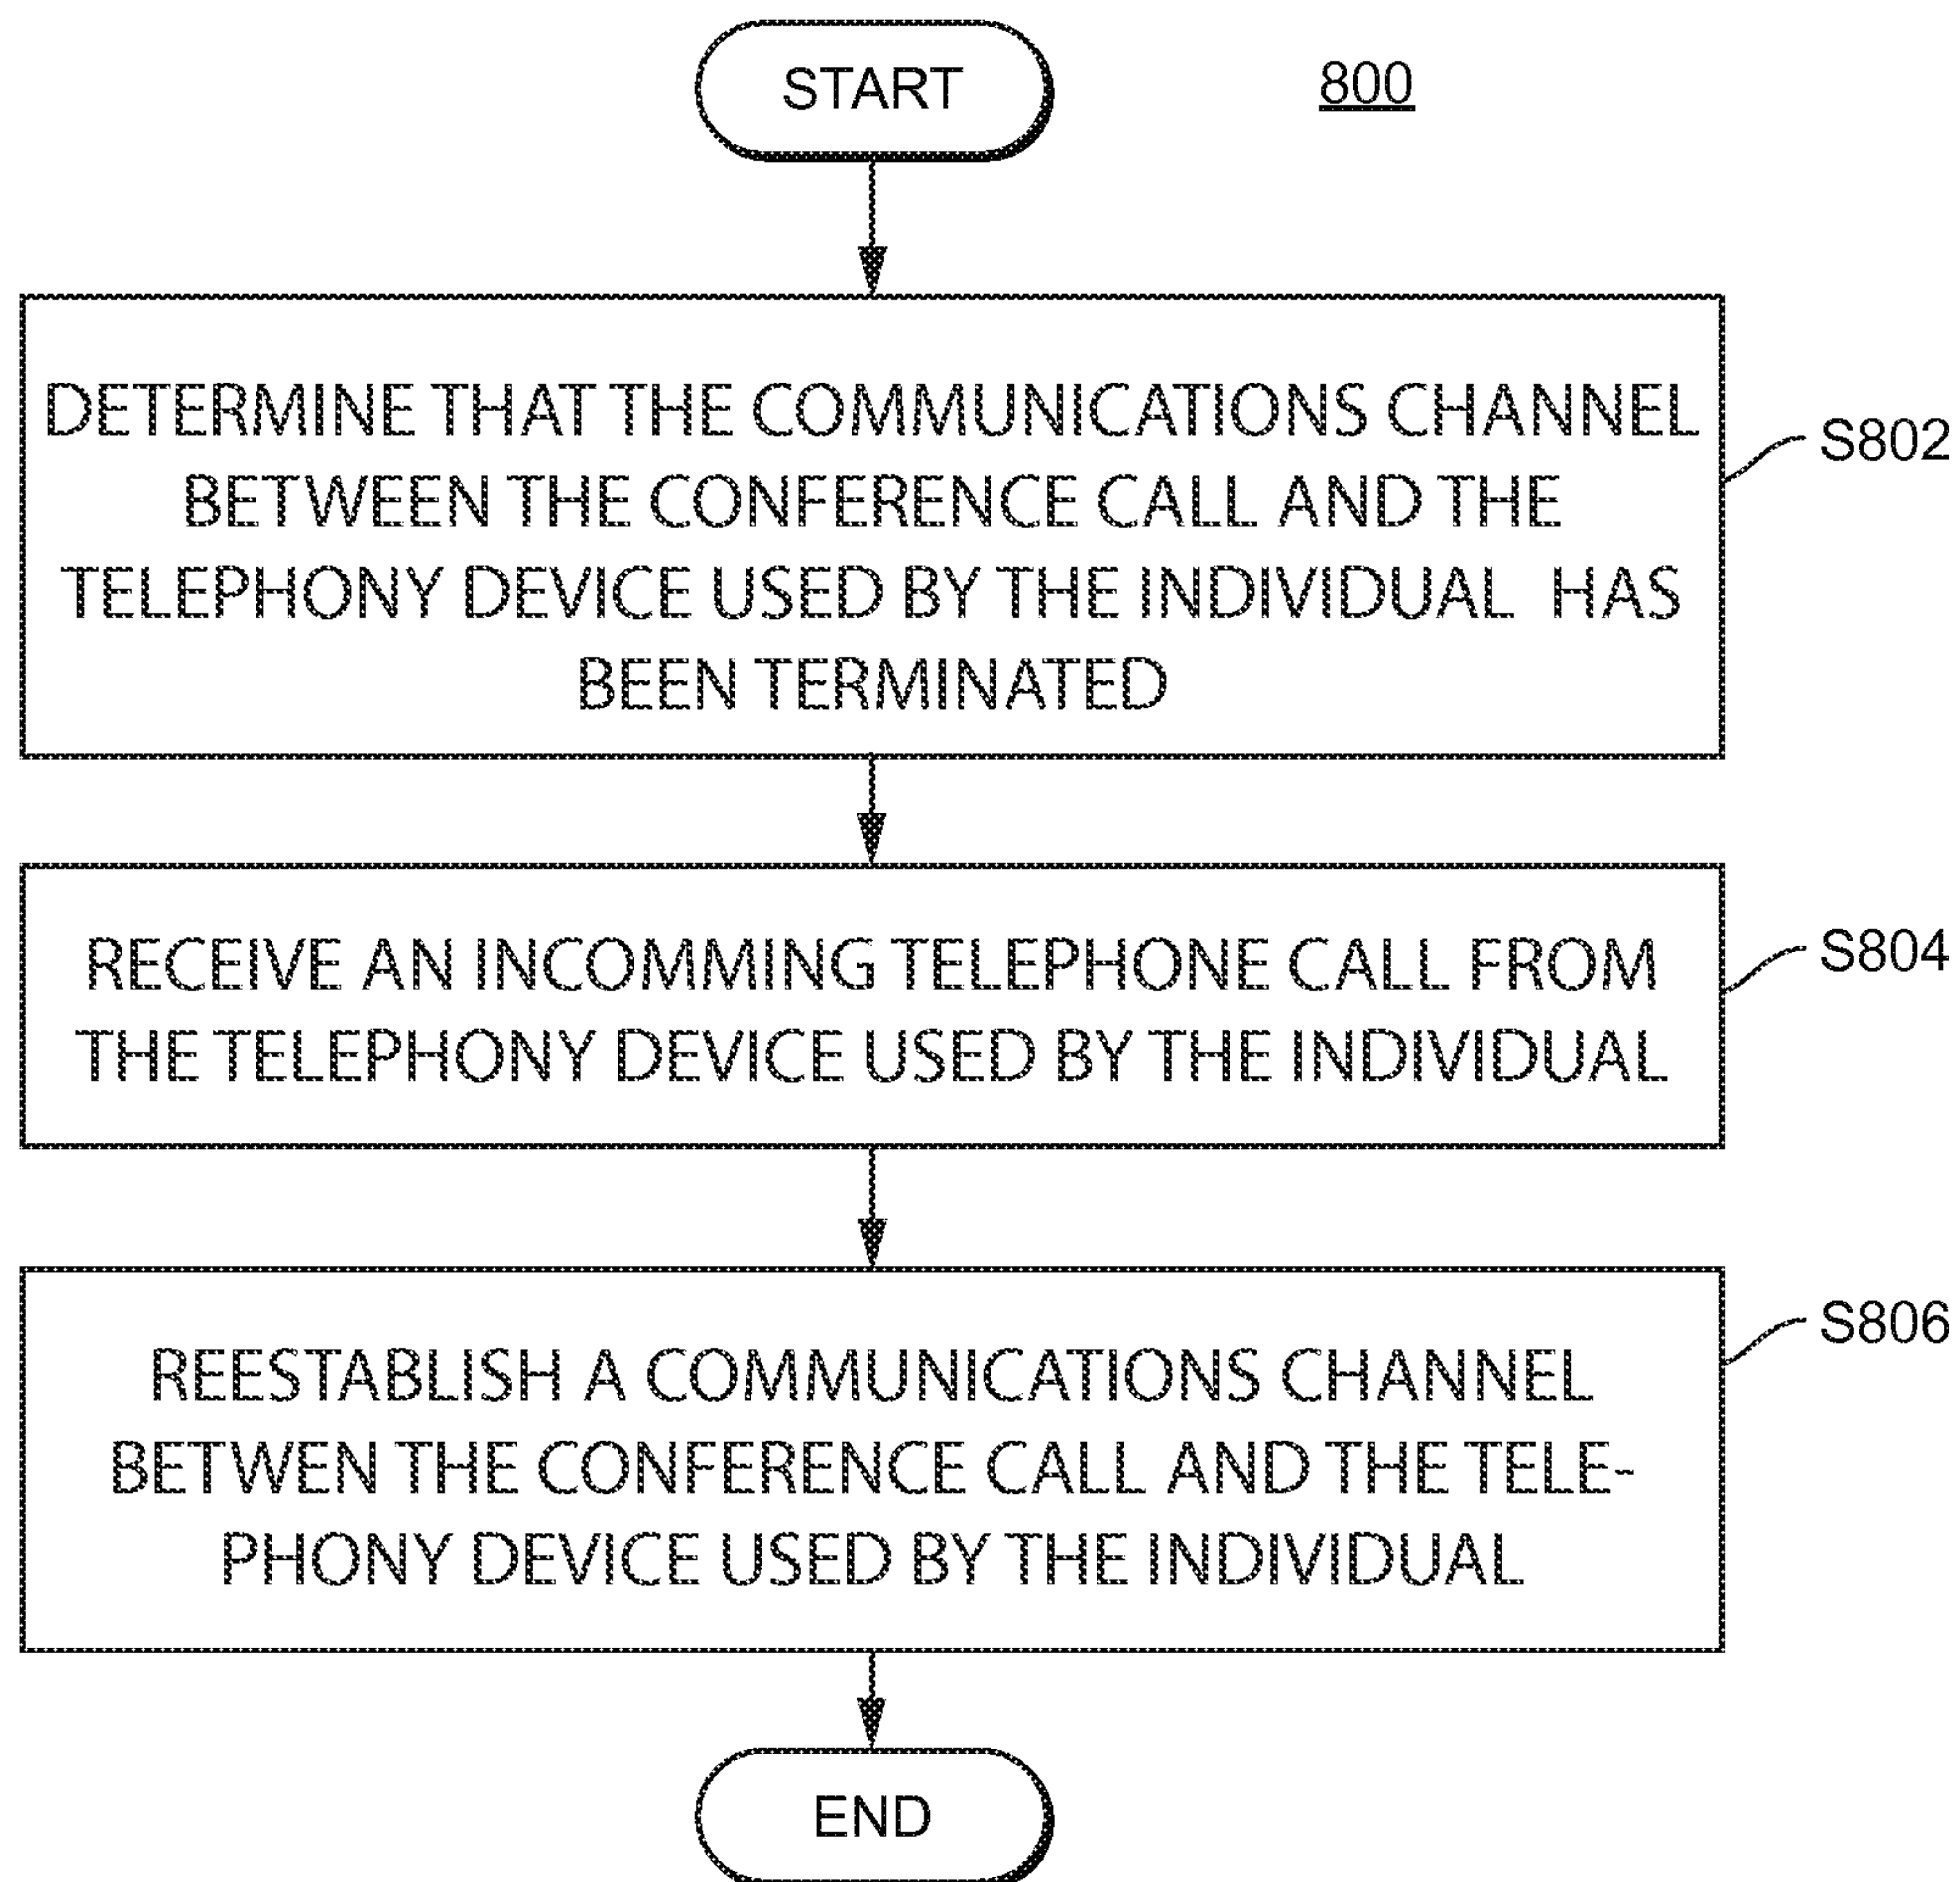 START
800
DETERMINE THAT THE COMMUNICATIONS CHANNEL
BETWEEN THE CONFERENCE CALL AND THE
TELEPHONY DEVICE USED BY THE INDIVIDUAL HAS
BEEN TERMINATED
S802
RECEIVE AN INCOMMING TELEPHONE CALL FROM
THE TELEPHONY DEVICE USED BY THE INDIVIDUAL
S804
REESTABLISH A COMMUNICATIONS CHANNEL
BETWEN THE CONFERENCE CALL AND THE TELE-
PHONY DEVICE USED BY THE INDIVIDUAL
S806
END